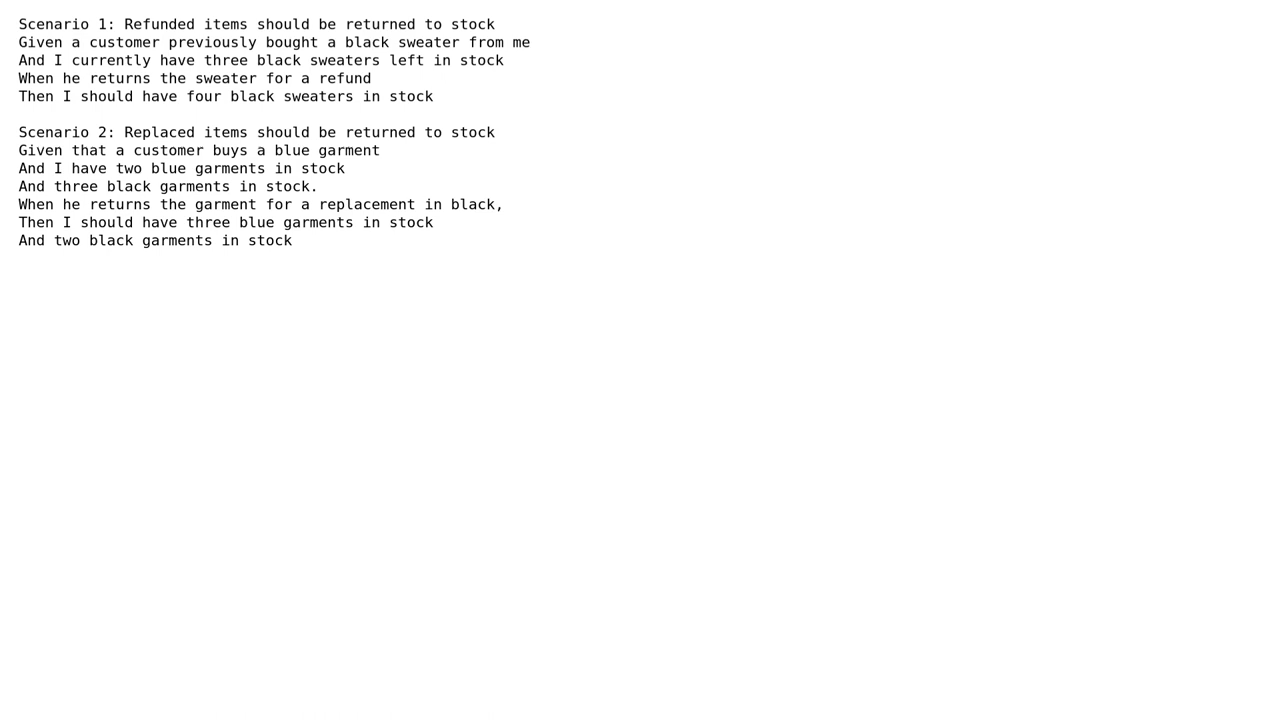 Scenario 1: Refunded items should be returned to stock
Given a customer previously bought a black sweater from me
And I currently have three black sweaters left in stock
When he returns the sweater for a refund
Then I should have four black sweaters in stock

Scenario 2: Replaced items should be returned to stock
Given that a customer buys a blue garment
And I have two blue garments in stock
And three black garments in stock.
When he returns the garment for a replacement in black,
Then I should have three blue garments in stock
And two black garments in stock